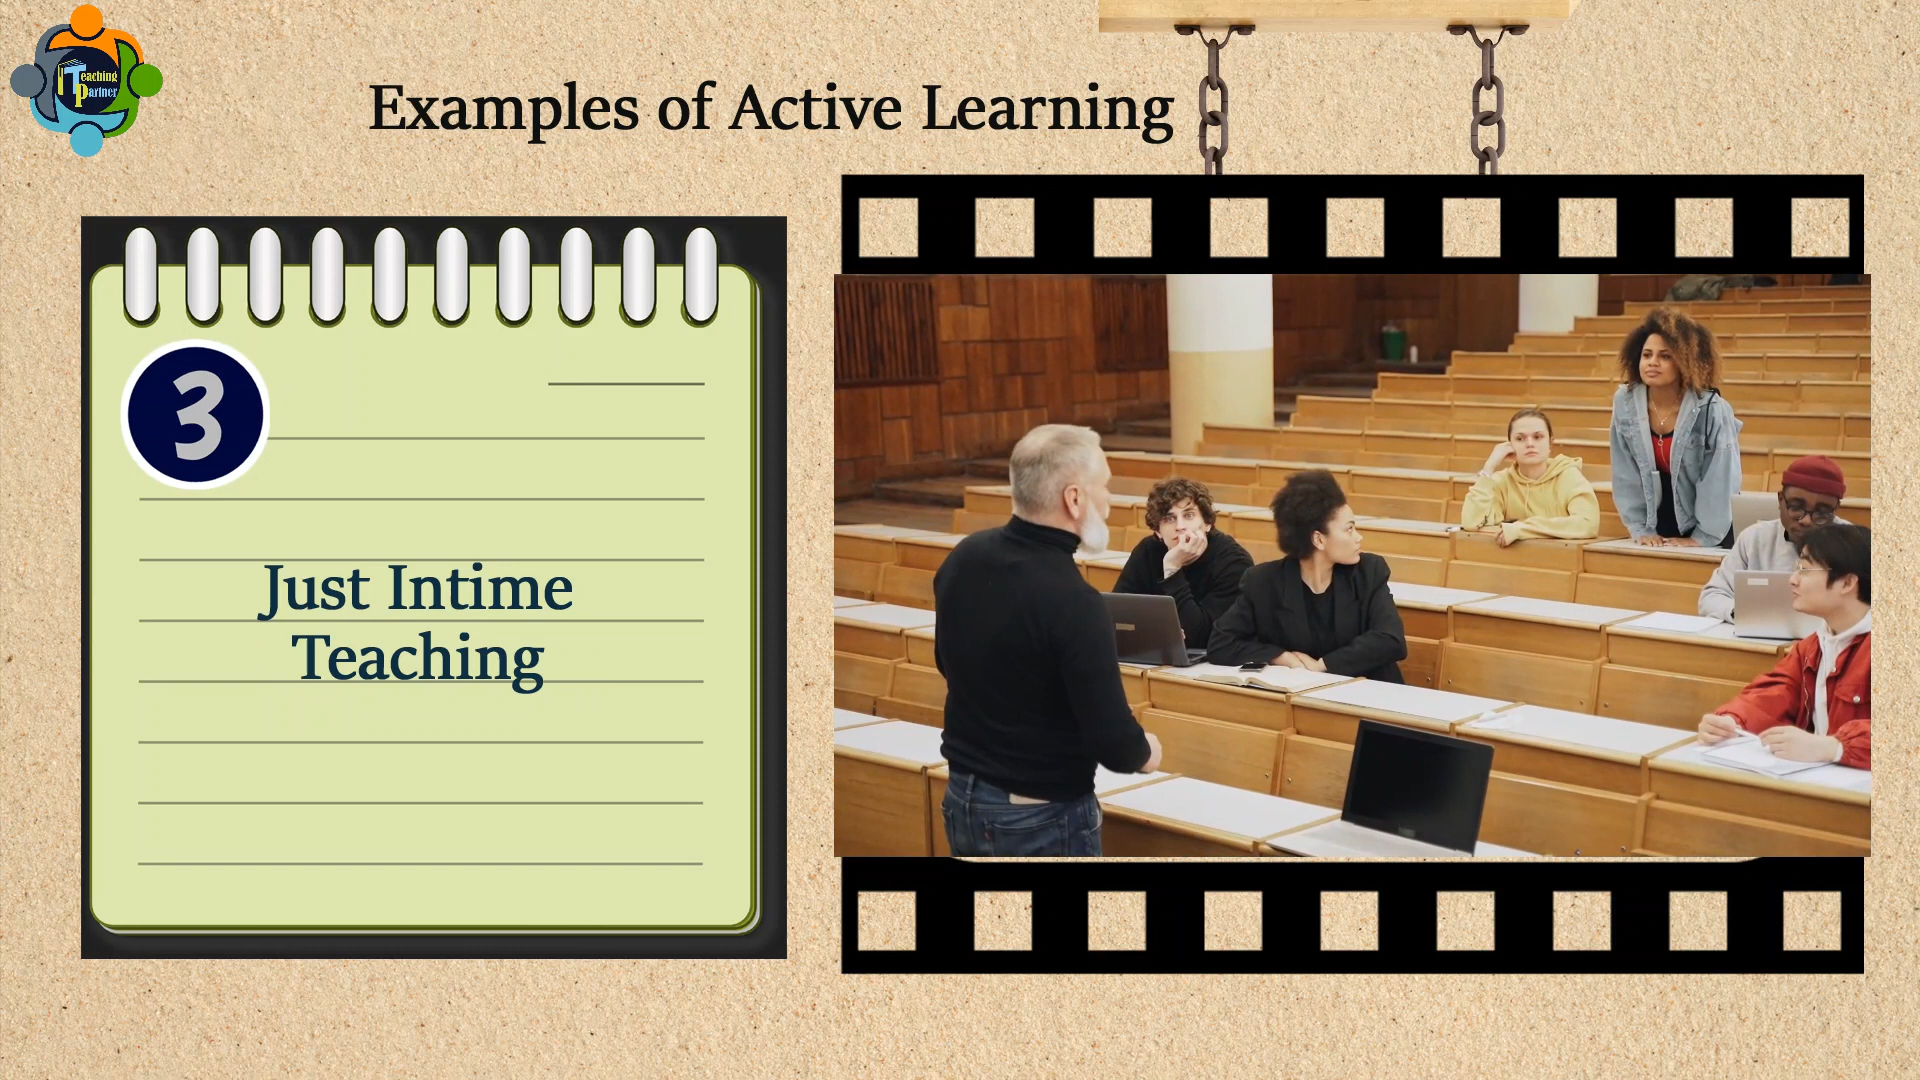 Teaching
Partner
Examples of Active Learning
3
Just Intime
Teaching